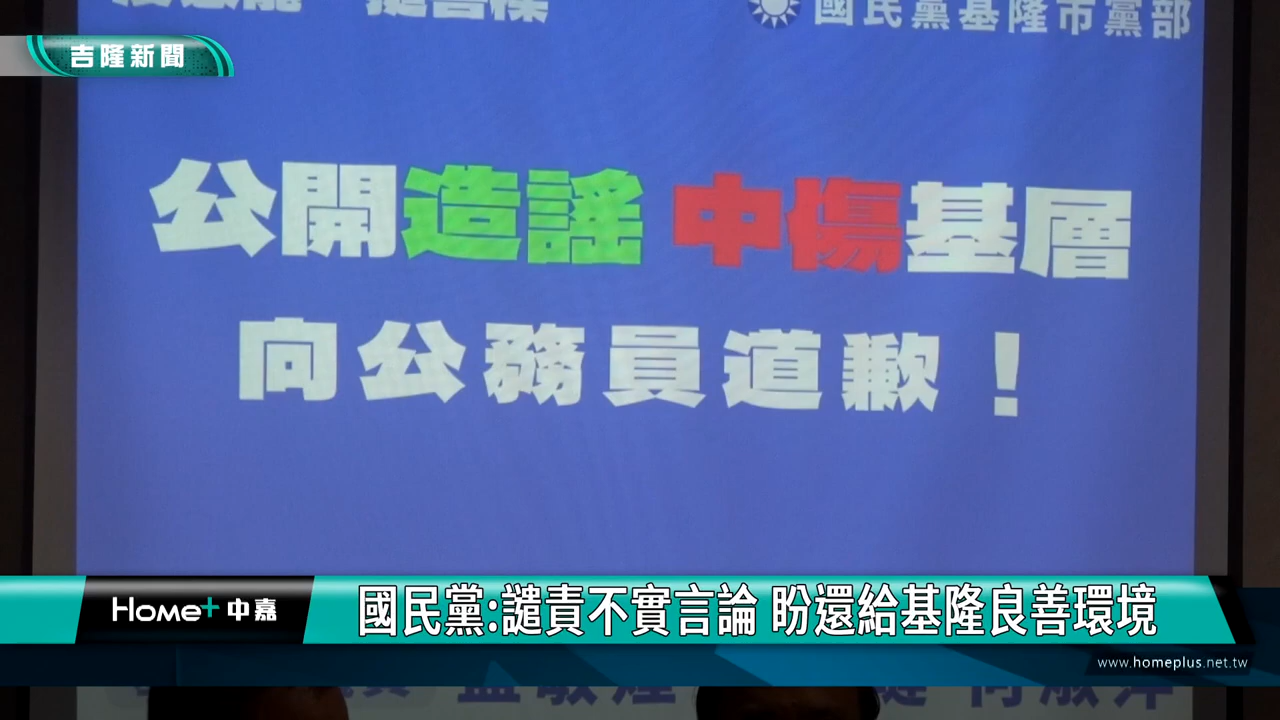 國民黨基隆市黨部
吉隆新聞
公開造謠 中傷基層
向公務員道歉！
Home+中嘉
國民黨:譴責不實言論 盼還給基隆良善環境
www.homeplus.net.tw